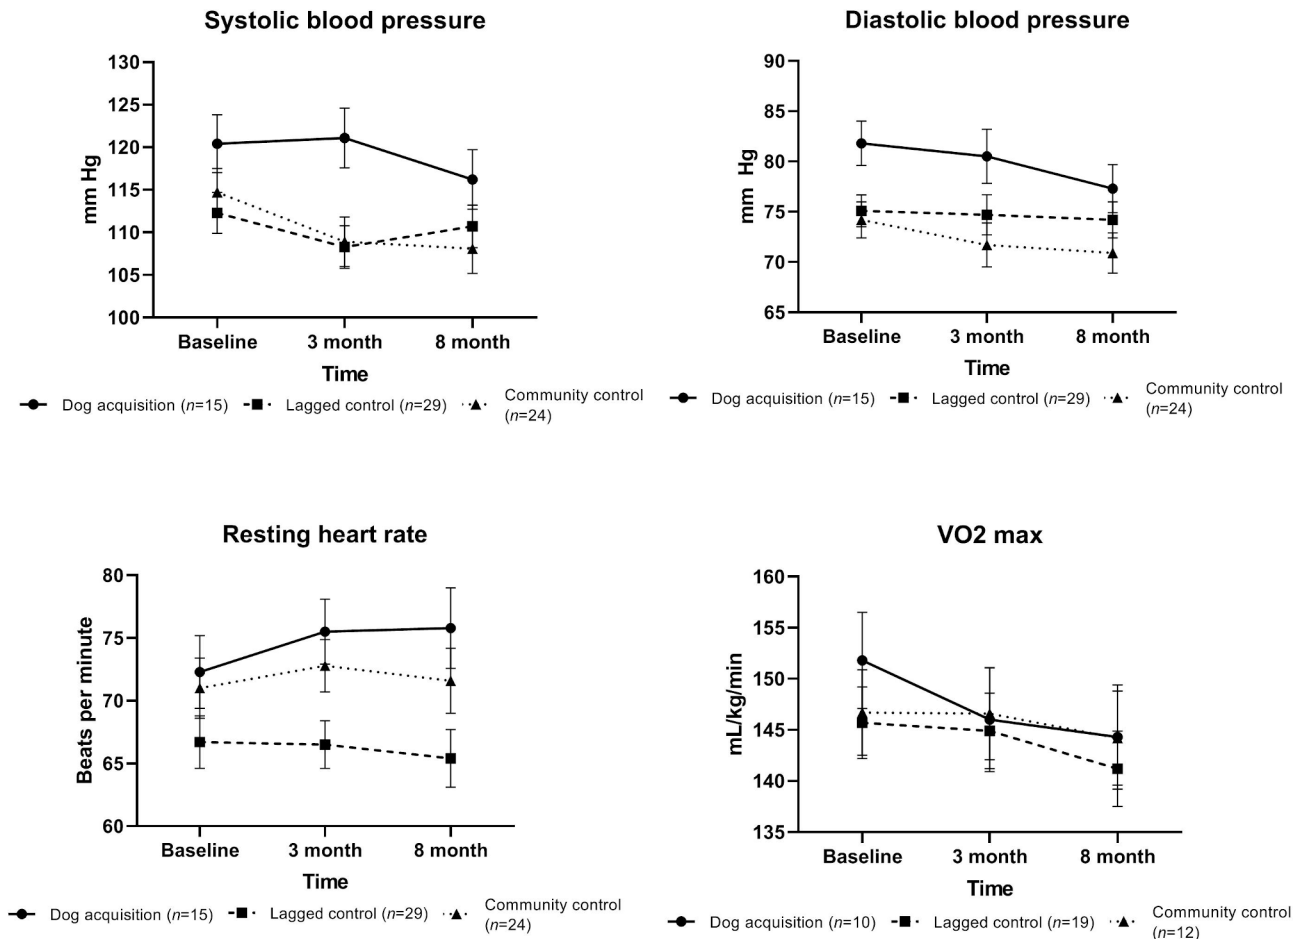 Systolic blood pressure
130
125
120
115
110
105
100
mm Hg
Baseline 3 month 8 month
Time
Dog acquisition (n=15) Lagged control (n=29) Community control
(n=24)
Diastolic blood pressure
90
85
80
75
70
65
mm Hg
Baseline 3 month 8 month
Time
Dog acquisition (n=15) Lagged control (n=29) Community control
(n=24)
Resting heart rate
80
75
70
65
60
Beats per minute
Baseline 3 month 8 month
Time
Dog acquisition (n=15) Lagged control (n=29) Community control
(n=24)
VO2 max
160
155
150
145
140
135
mL/kg/min
Baseline 3 month 8 month
Time
Dog acquisition (n=10) Lagged control (n=19) Community control
(n=12)